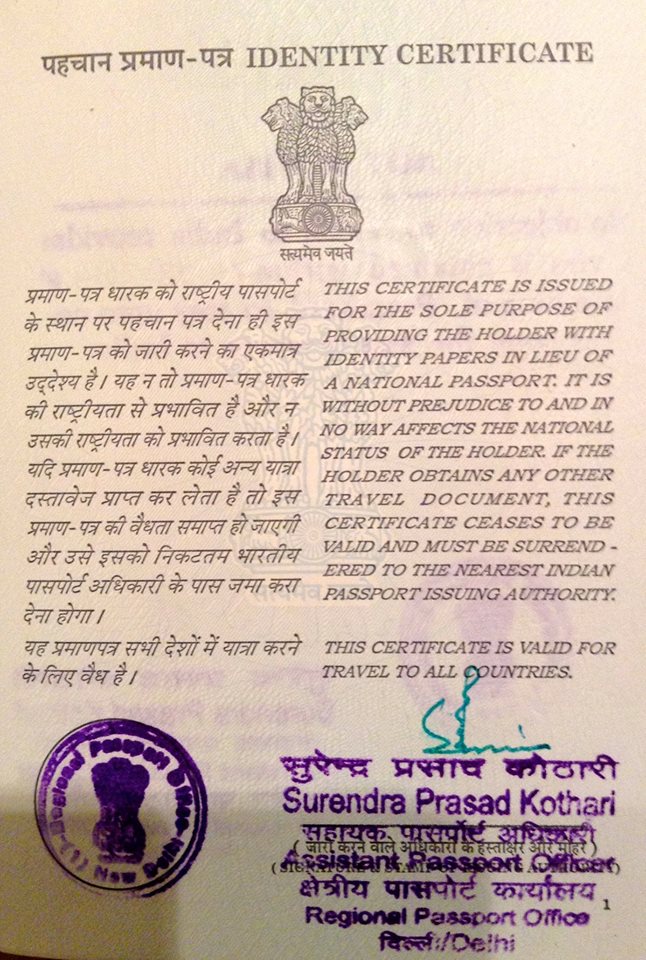 पहचान प्रमाण-पत्र IDENTITY CERTIFICATE
सत्यमेव जयते
प्रमाण-पत्र धारक को राष्ट्रीय पासपोर्ट
के स्थान पर पहचान पत्र देना ही इस
प्रमाण-पत्र को जारी करने का एकमात्र
उद्देश्य है। यह न तो प्रमाण-पत्र धारक
की राष्ट्रीयता से प्रभावित है और न
उसकी राष्ट्रीयता को प्रभावित करता है।
यदि प्रमाण-पत्र धारक कोई अन्य यात्रा
दस्तावेज प्राप्त कर लेता है तो इस
प्रमाण-पत्र की वैधता समाप्त हो जाएगी
और उसे इसको निकटतम भारतीय
पासपोर्ट अधिकारी के पास जमा करा
देना होगा।
यह प्रमाणपत्र सभी देशों में यात्रा करने
के लिए वैध है।
THIS CERTIFICATE IS ISSUED
FOR THE SOLE PURPOSE OF
PROVIDING THE HOLDER WITH
IDENTITY PAPERS IN LIEU OF
A NATIONAL PASSPORT. IT IS
WITHOUT PREJUDICE TO AND IN
NO WAY AFFECTS THE NATIONAL
STATUS OF THE HOLDER. IF THE
HOLDER OBTAINS ANY OTHER
TRAVEL DOCUMENT, THIS
CERTIFICATE CEASES TO BE
VALID AND MUST BE SURREND-
ERED TO THE NEAREST INDIAN
PASSPORT ISSUING AUTHORITY.
THIS CERTIFICATE IS VALID FOR
TRAVEL TO ALL COUNTRIES.
Regional Passport Office
New Delhi
सुरेन्द्र प्रसाद कोठारी
Surendra Prasad Kothari
सहायक पासपोर्ट अधिकारी
( जारी करने वाले अधिकारी के हस्ताक्षर और मोहर )
Assistant Passport Officer
क्षेत्रीय पासपोर्ट कार्यालय
Regional Passport Office
दिल्ली/Delhi
1